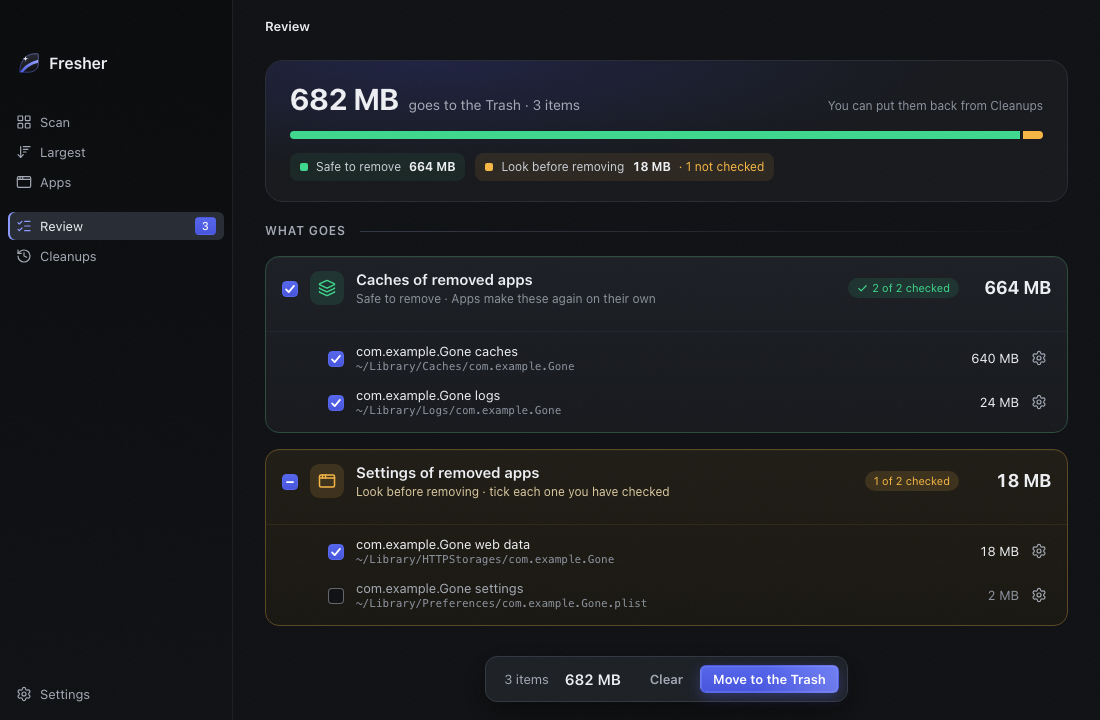 Fresher
Scan
Largest
Apps
Review 3
Cleanups
Settings
Review
682 MB goes to the Trash · 3 items
You can put them back from Cleanups
Safe to remove 664 MB
Look before removing 18 MB · 1 not checked
WHAT GOES
Caches of removed apps
Safe to remove · Apps make these again on their own
2 of 2 checked
664 MB
com.example.Gone caches
~/Library/Caches/com.example.Gone
640 MB
com.example.Gone logs
~/Library/Logs/com.example.Gone
24 MB
Settings of removed apps
Look before removing · tick each one you have checked
1 of 2 checked
18 MB
com.example.Gone web data
~/Library/HTTPStorages/com.example.Gone
18 MB
com.example.Gone settings
~/Library/Preferences/com.example.Gone.plist
2 MB
3 items 682 MB Clear Move to the Trash